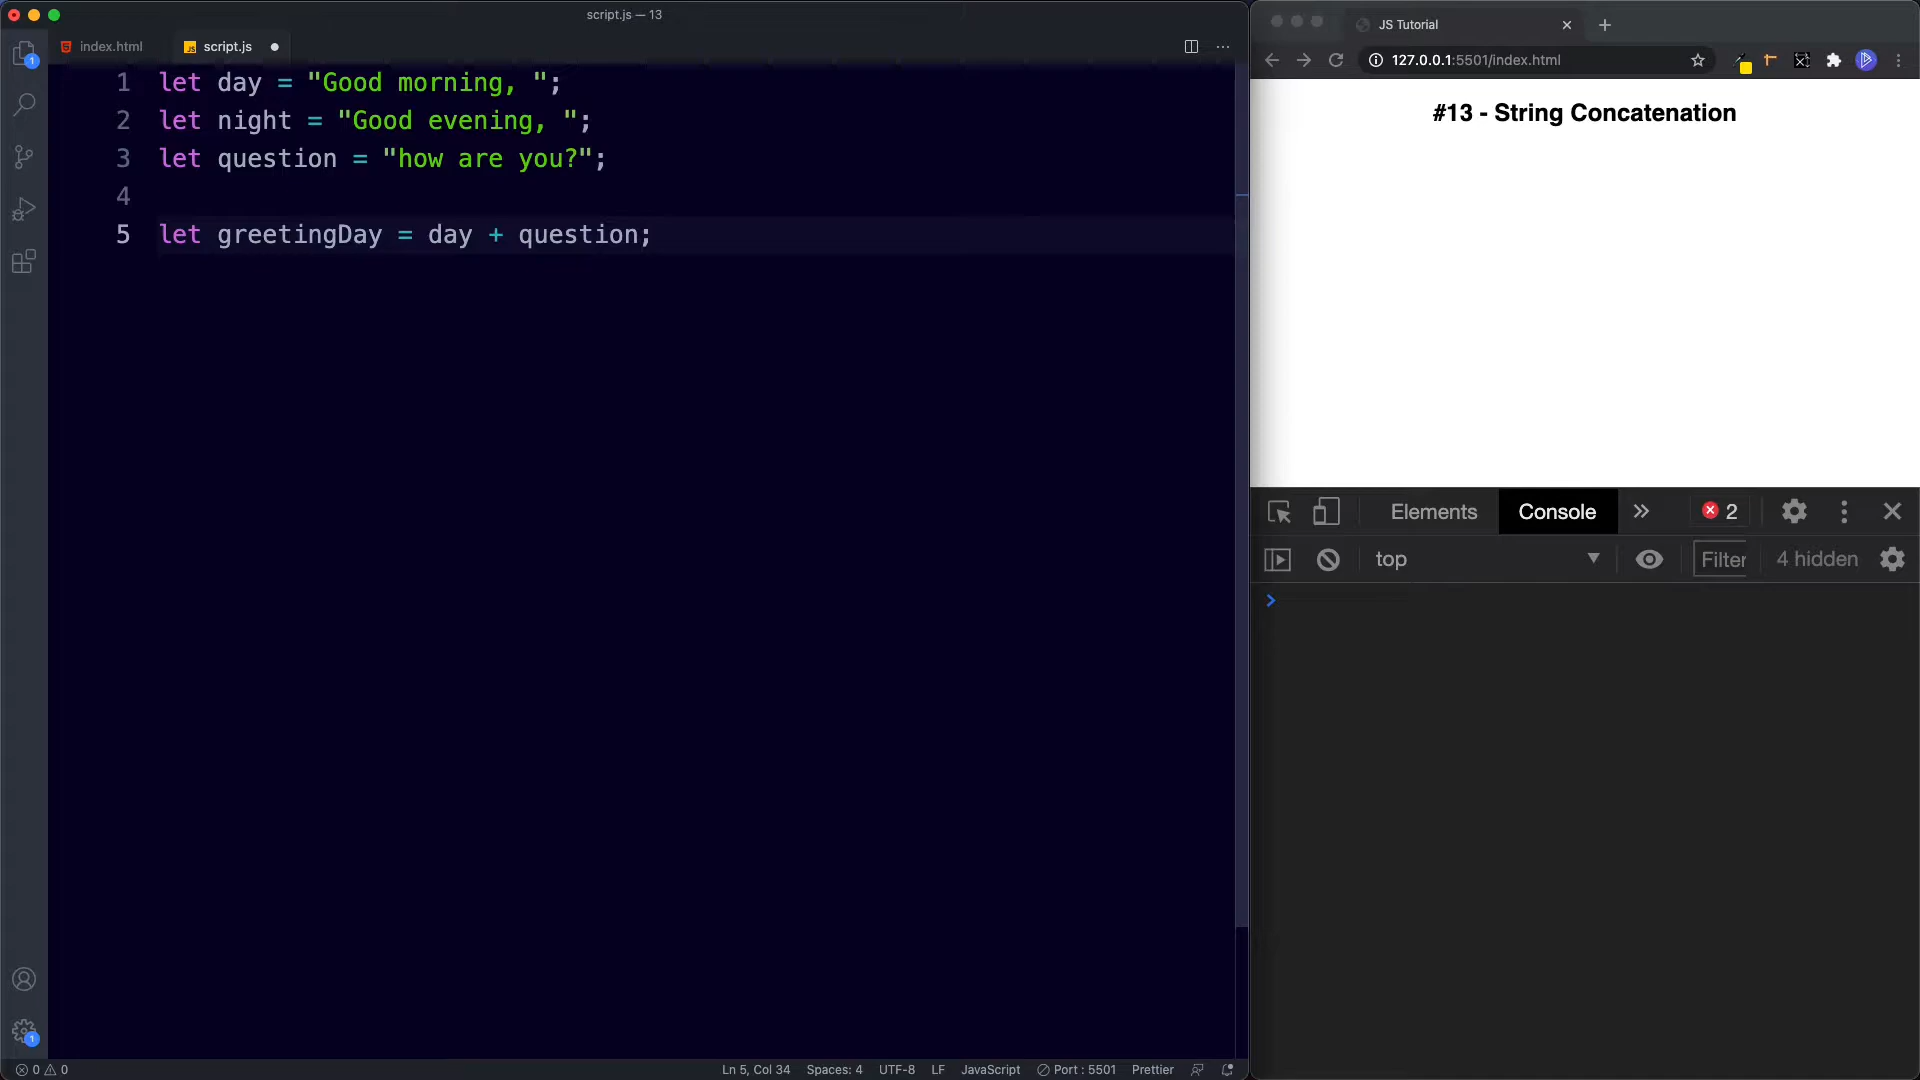 script.js — 13
index.html
script.js
1 let day = "Good morning, ";
2 let night = "Good evening, ";
3 let question = "how are you?";
4
5 let greetingDay = day + question;
0 0
Ln 5, Col 34 Spaces: 4 UTF-8 LF JavaScript Port : 5501 Prettier
1
1
JS Tutorial
127.0.0.1:5501/index.html
#13 - String Concatenation
Elements Console 2
top Filter 4 hidden